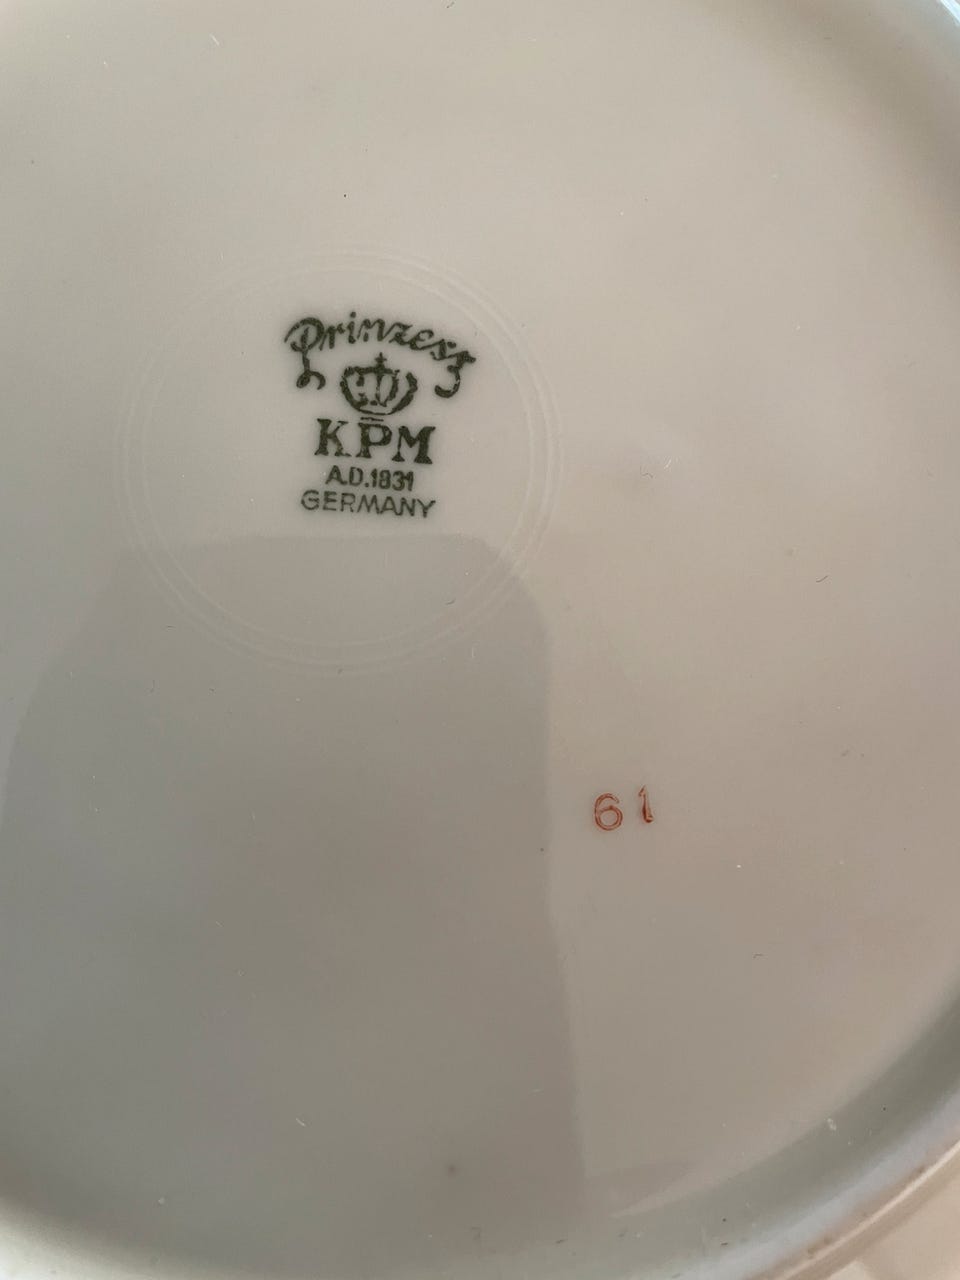 Prinzess
KPM
A.D.1831
GERMANY
61